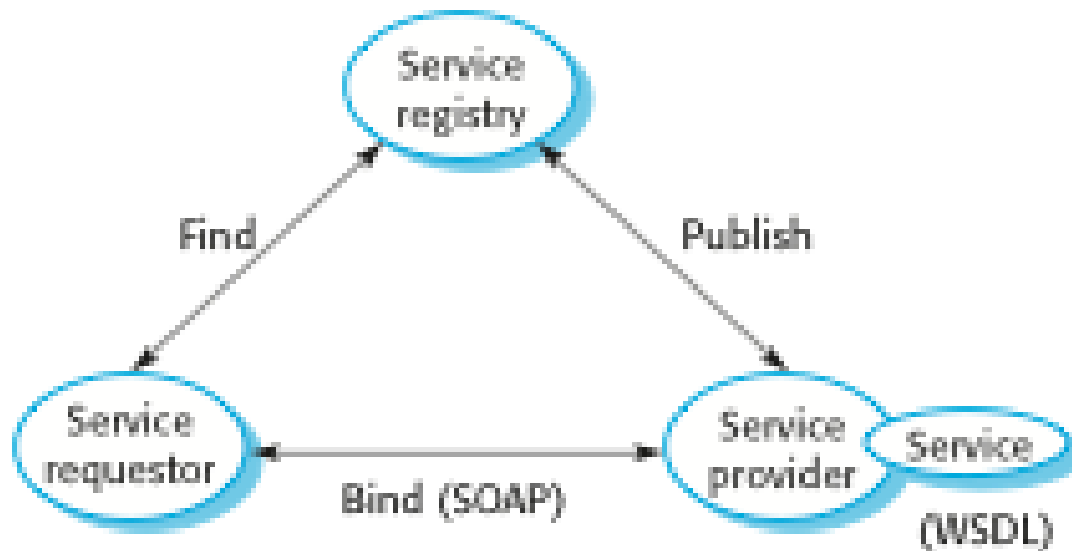 Service
registry
Find
Publish
Service
requestor
Bind (SOAP)
Service
provider
Service
(WSDL)